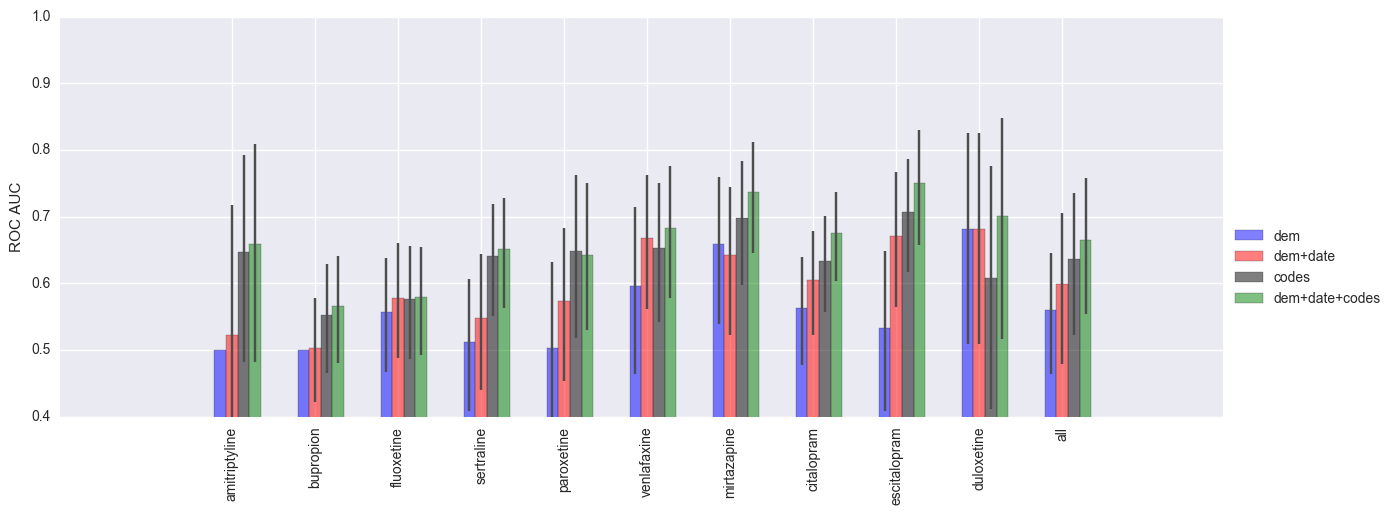 1.0
0.9
0.8
0.7
0.6
0.5
0.4
ROC AUC
amitriptyline
bupropion
fluoxetine
sertraline
paroxetine
venlafaxine
mirtazapine
citalopram
escitalopram
duloxetine
all
dem
dem+date
codes
dem+date+codes